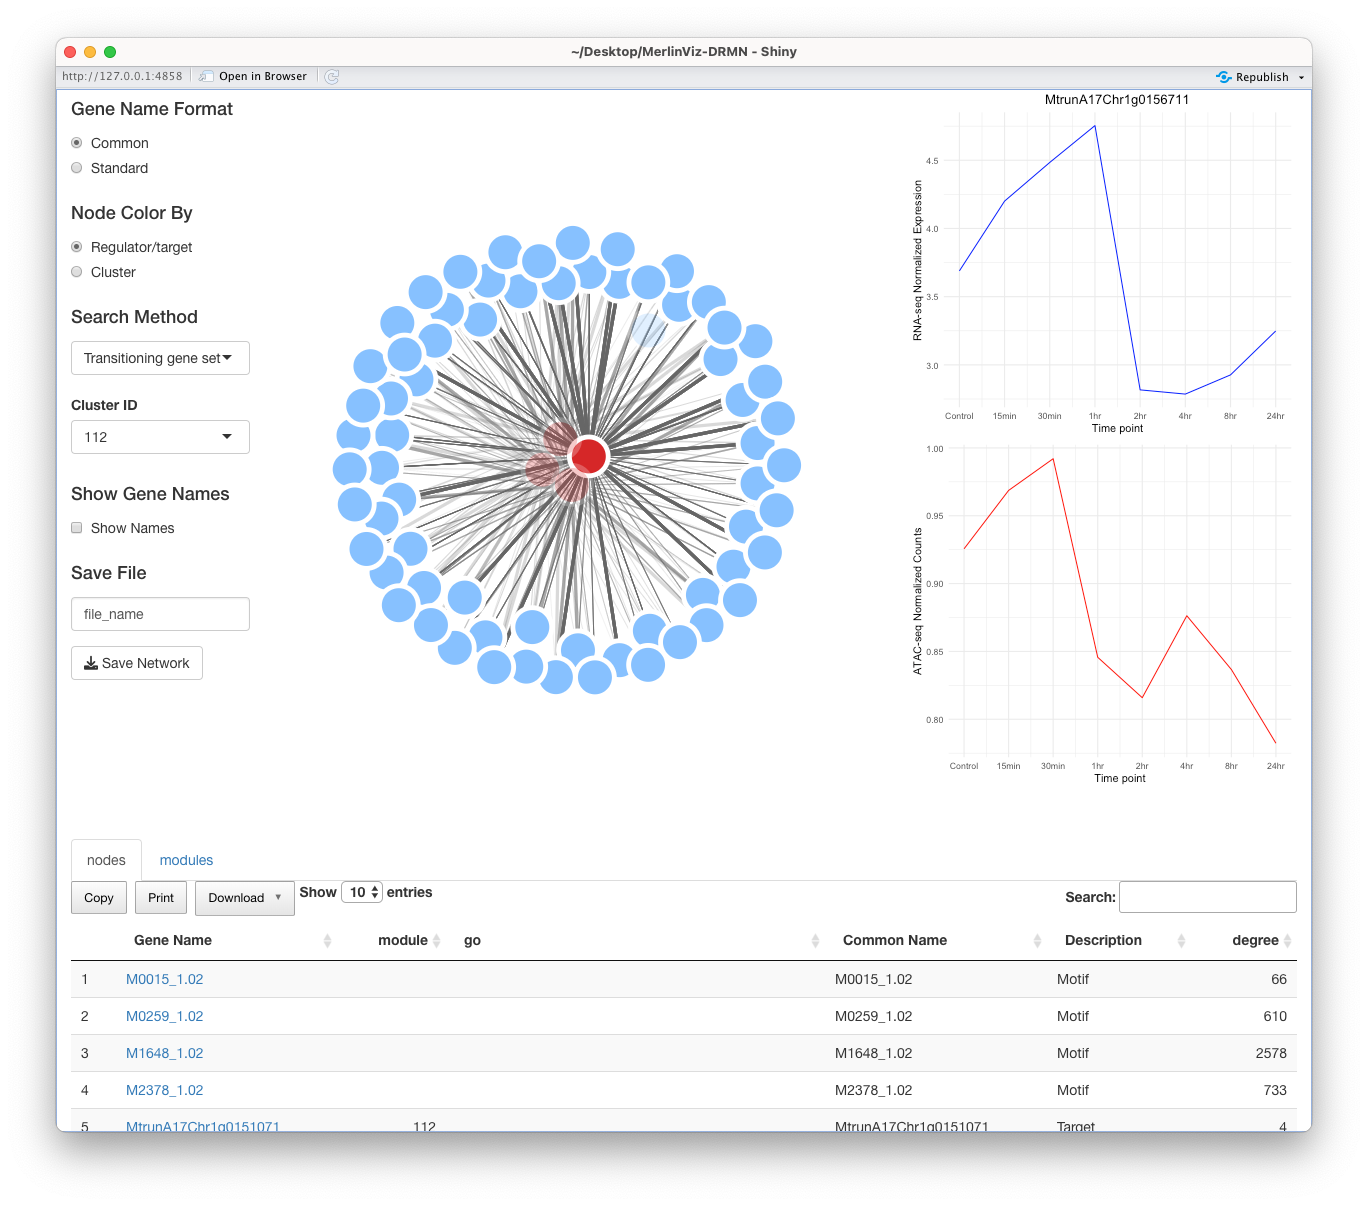 ~/Desktop/MerlinViz-DRMN - Shiny
http://127.0.0.1:4858 Open in Browser Republish
Gene Name Format
Common
Standard
Node Color By
Regulator/target
Cluster
Search Method
Transitioning gene set
Cluster ID
112
Show Gene Names
Show Names
Save File
file_name
Save Network
MtrunA17Chr1g0156711
RNA-seq Normalized Expression
4.5
4.0
3.5
3.0
Control 15min 30min 1hr 2hr 4hr 8hr 24hr
Time point
ATAC-seq Normalized Counts
1.00
0.95
0.90
0.85
0.80
Control 15min 30min 1hr 2hr 4hr 8hr 24hr
Time point
nodes modules
Copy Print Download Show 10 entries Search:
Gene Name module go Common Name Description degree
1 M0015_1.02 M0015_1.02 Motif 66
2 M0259_1.02 M0259_1.02 Motif 610
3 M1648_1.02 M1648_1.02 Motif 2578
4 M2378_1.02 M2378_1.02 Motif 733
5 MtrunA17Chr1g0151071 112 MtrunA17Chr1g0151071 Target 4